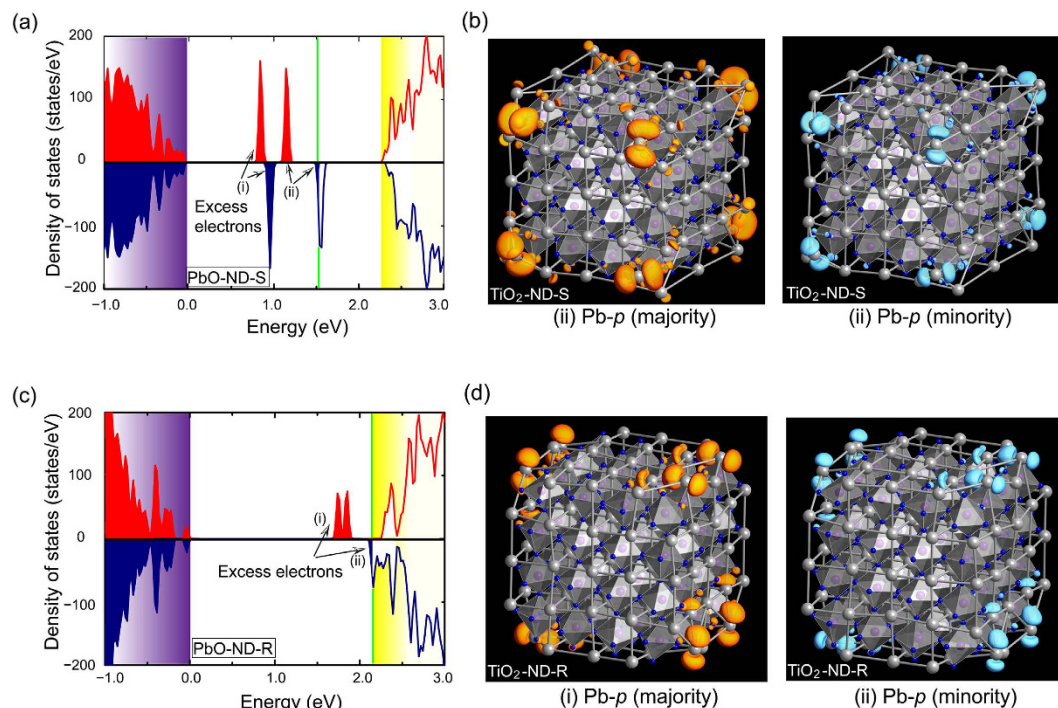 (a)
Density of states (states/eV)
200
100
0
−100
−200
(i)
(ii)
Excess
electrons
PbO-ND-S
−1.0
0.0
1.0
2.0
3.0
Energy (eV)
(b)
TiO2-ND-S
(ii) Pb-p (majority)
TiO2-ND-S
(ii) Pb-p (minority)
(c)
Density of states (states/eV)
200
100
0
−100
−200
(i)
(ii)
Excess electrons
PbO-ND-R
−1.0
0.0
1.0
2.0
3.0
Energy (eV)
(d)
TiO2-ND-R
(i) Pb-p (majority)
TiO2-ND-R
(ii) Pb-p (minority)